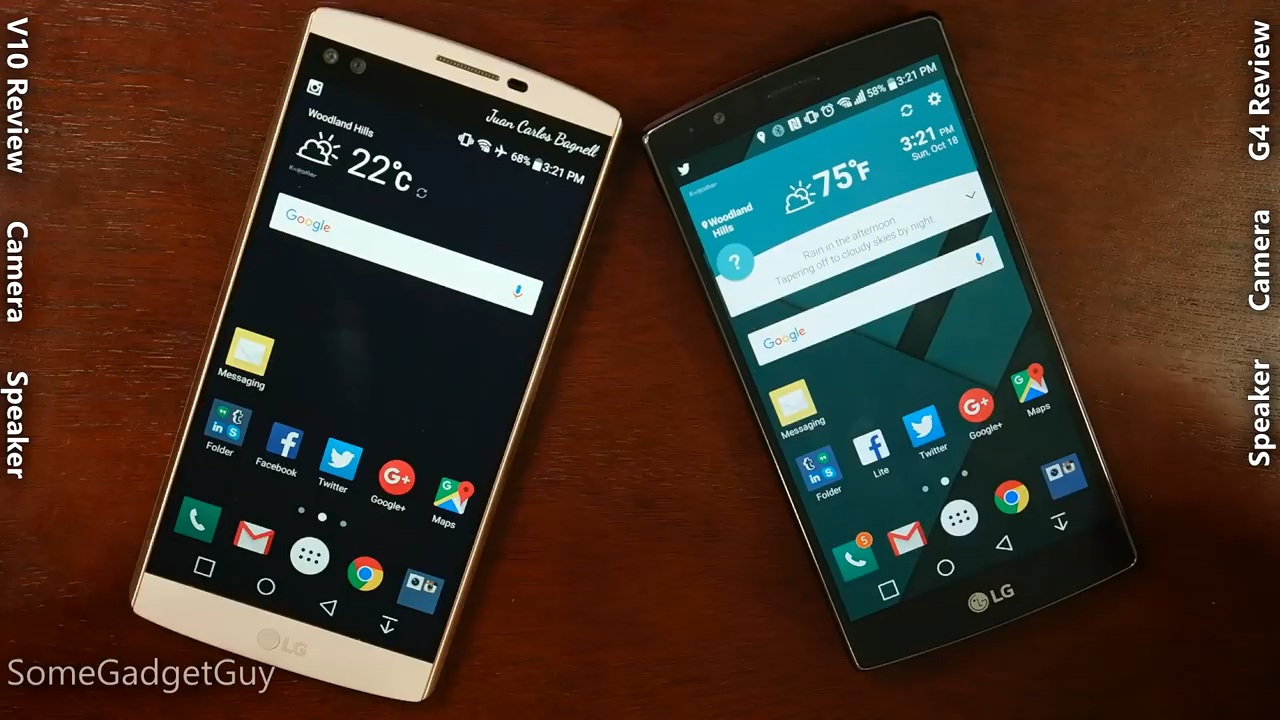 V10 Review
Camera
Speaker
Juan Carlos Bagnell
68% 3:21 PM
Woodland Hills
22°C
Google
Messaging
Folder
Facebook
Twitter
Google+
Maps
LG
SomeGadgetGuy
58% 3:21 PM
3:21 PM
Sun, Oct 18
75°F
Woodland
Hills
?
Rain in the afternoon.
Tapering off to cloudy skies by night.
Google
Messaging
Folder
Lite
Twitter
Google+
Maps
5
LG
G4 Review
Camera
Speaker